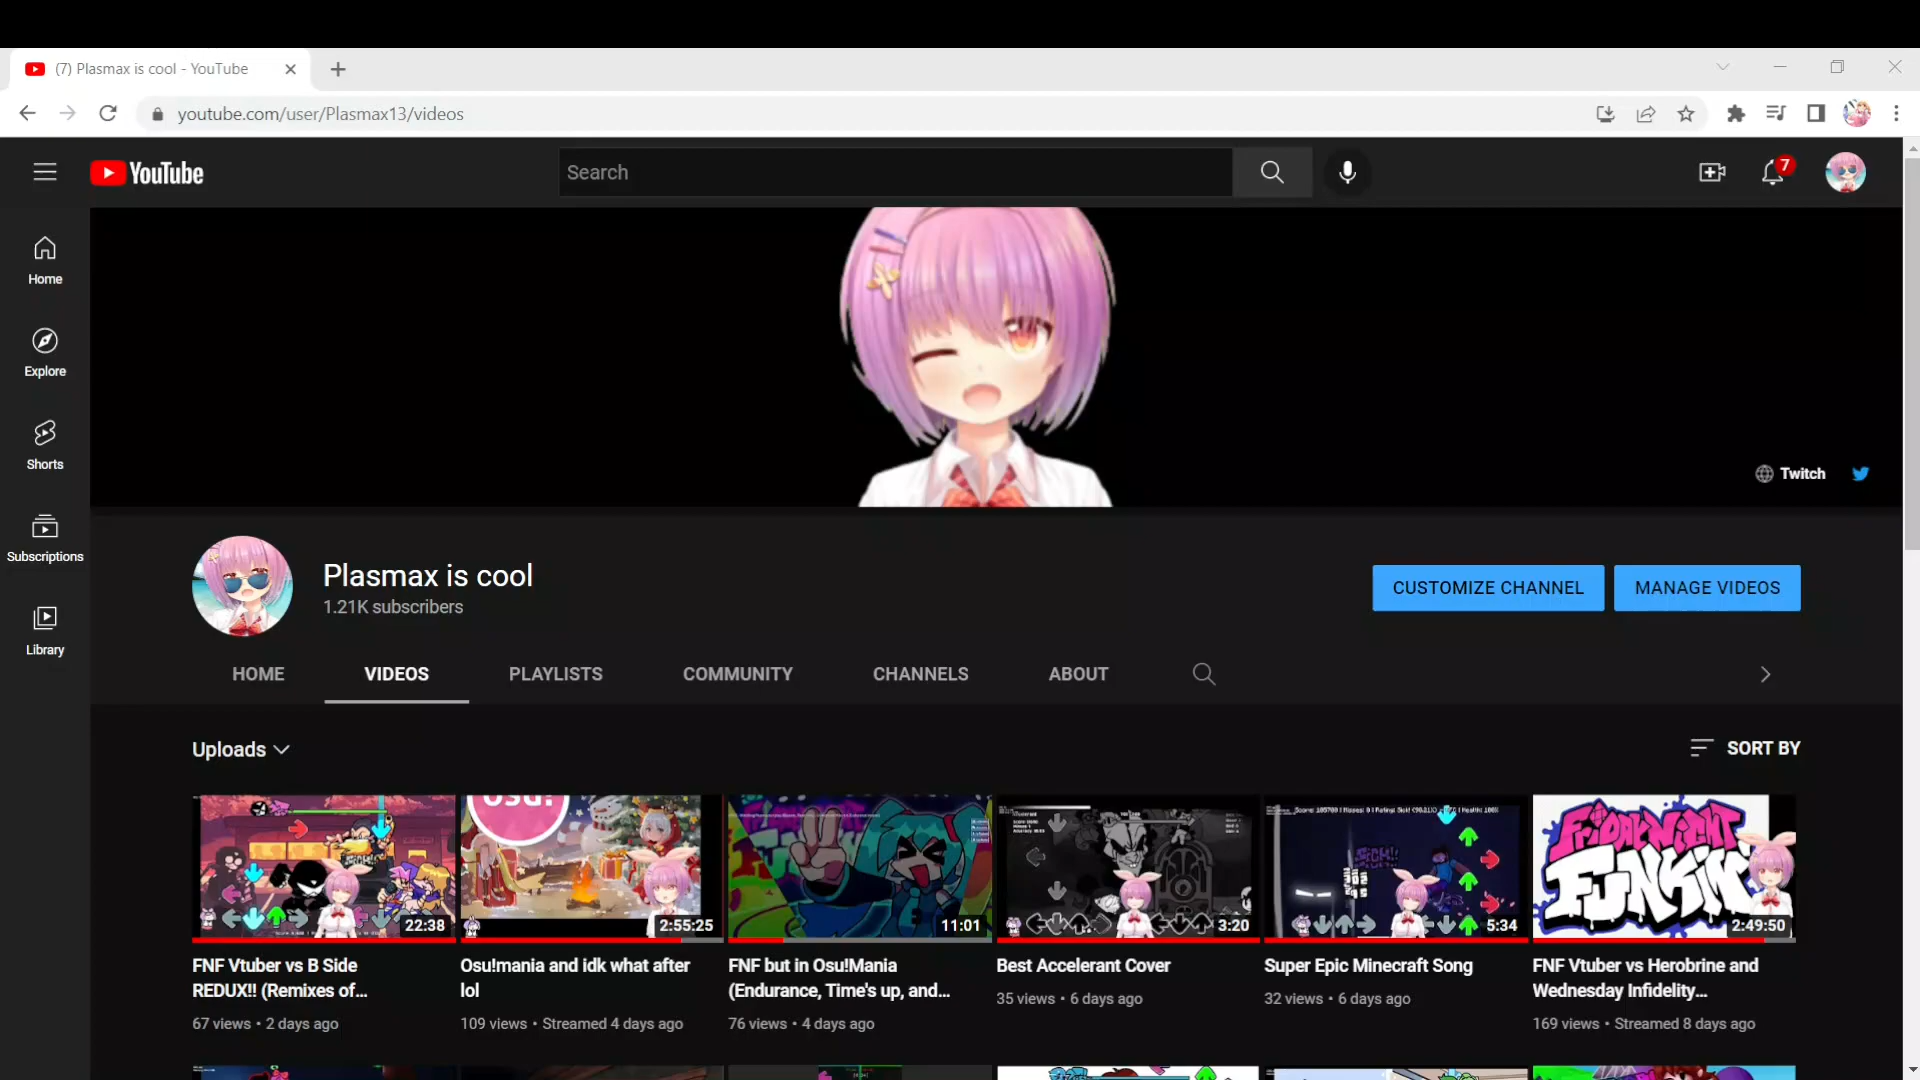 (7) Plasmax is cool - YouTube
youtube.com/user/Plasmax13/videos
YouTube
Search
7
Home
Explore
Shorts
Subscriptions
Library
Twitch
Plasmax is cool
1.21K subscribers
CUSTOMIZE CHANNEL
MANAGE VIDEOS
HOME
VIDEOS
PLAYLISTS
COMMUNITY
CHANNELS
ABOUT
Uploads
SORT BY
22:38
osu!
2:55:25
11:01
3:20
5:34
FRIDAY NIGHT
FUNKIN
2:49:50
FNF Vtuber vs B Side
REDUX!! (Remixes of...
67 views • 2 days ago
Osu!mania and idk what after
lol
109 views • Streamed 4 days ago
FNF but in Osu!Mania
(Endurance, Time's up, and...
76 views • 4 days ago
Best Accelerant Cover
35 views • 6 days ago
Super Epic Minecraft Song
32 views • 6 days ago
FNF Vtuber vs Herobrine and
Wednesday Infidelity...
169 views • Streamed 8 days ago